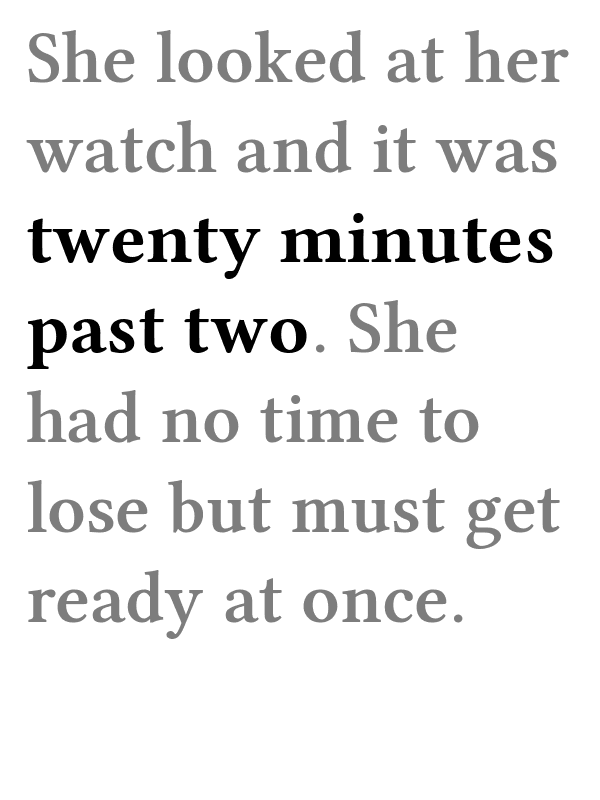 She looked at her
watch and it was
twenty minutes
past two. She
had no time to
lose but must get
ready at once.